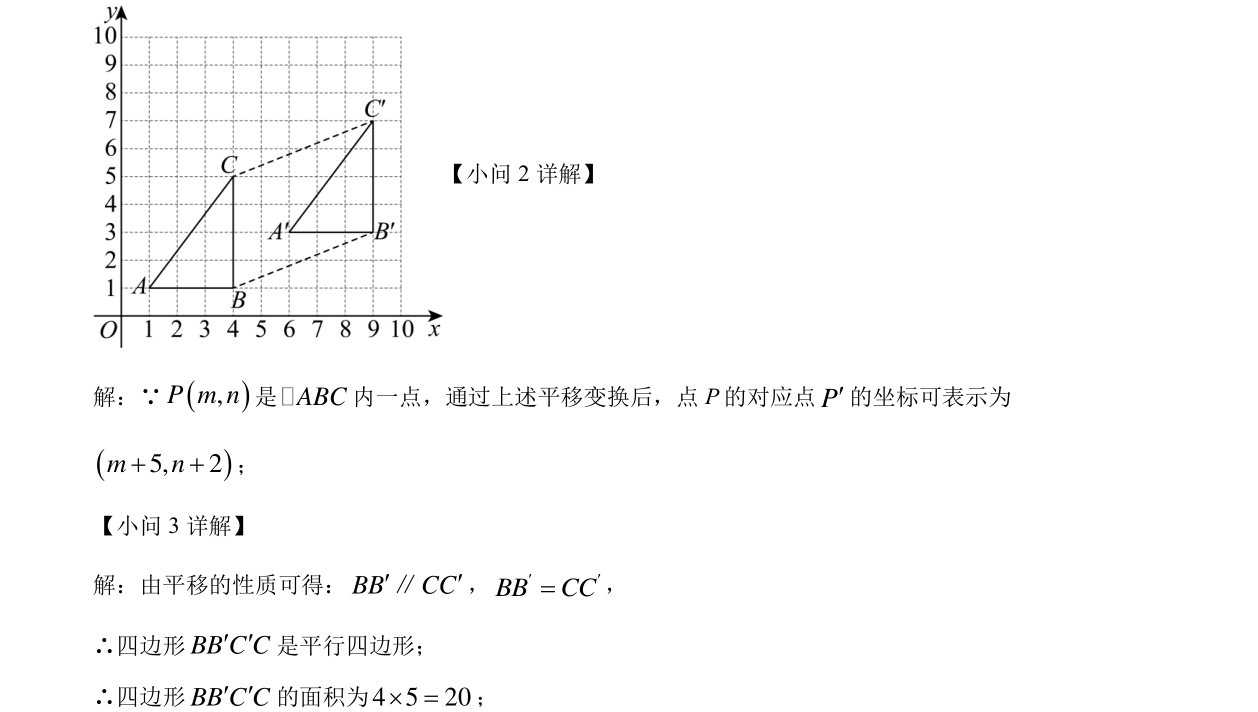 y
10
9
8
7
6
5
4
3
2
1
C′
C
A′
B′
A
B
O 1 2 3 4 5 6 7 8 9 10 x
【小问 2 详解】
解：∵ P(m,n) 是□ABC 内一点，通过上述平移变换后，点 P 的对应点 P′ 的坐标可表示为
(m+5,n+2)；
【小问 3 详解】
解：由平移的性质可得： BB′ // CC′ ， BB′ = CC′ ，
∴四边形 BB′C′C 是平行四边形；
∴四边形 BB′C′C 的面积为 4×5=20 ；